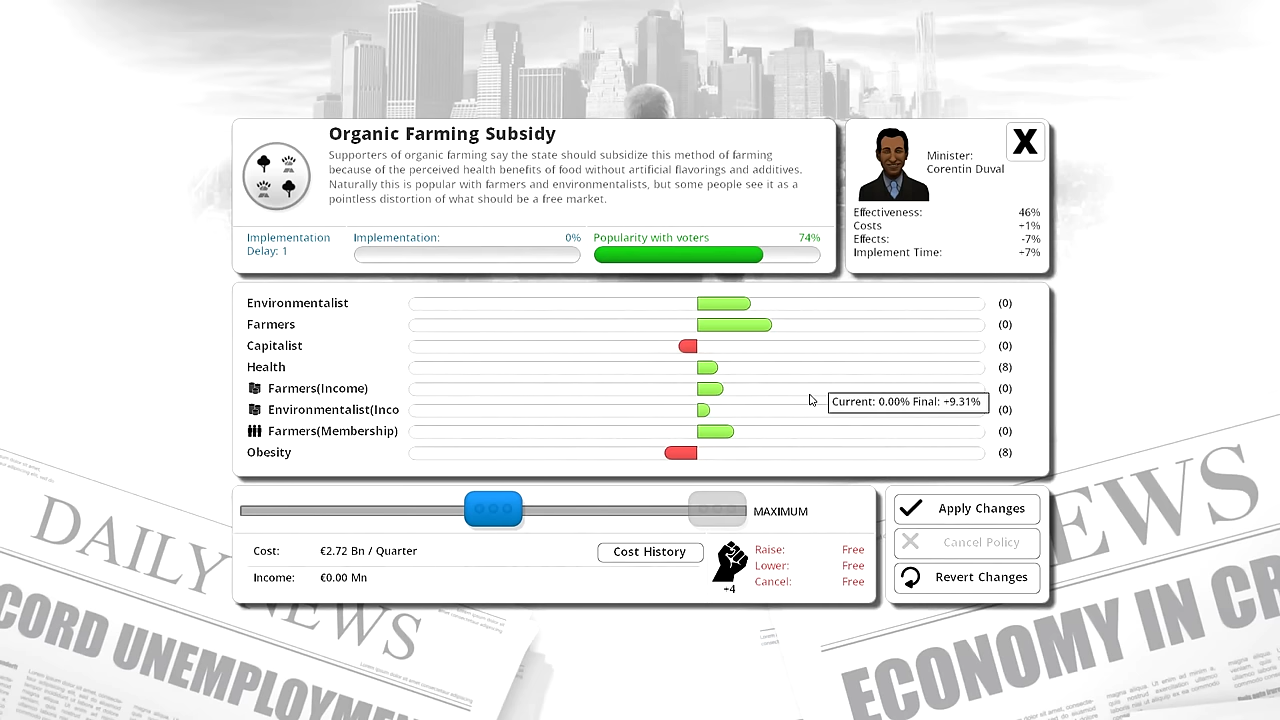 Organic Farming Subsidy
Supporters of organic farming say the state should subsidize this method of farming
because of the perceived health benefits of food without artificial flavorings and additives.
Naturally this is popular with farmers and environmentalists, but some people see it as a
pointless distortion of what should be a free market.
Implementation
Delay: 1
Implementation: 0%
Popularity with voters 74%
X
Minister:
Corentin Duval
Effectiveness: 46%
Costs +1%
Effects: -7%
Implement Time: +7%
Environmentalist (0)
Farmers (0)
Capitalist (0)
Health (8)
Farmers(Income) (0)
Environmentalist(Inco (0)
Farmers(Membership) (0)
Obesity (8)
Current: 0.00% Final: +9.31%
MAXIMUM
Cost: €2.72 Bn / Quarter
Income: €0.00 Mn
Cost History
+4
Raise: Free
Lower: Free
Cancel: Free
Apply Changes
Cancel Policy
Revert Changes
DAILY NEWS
CORD UNEMPLOYME
NEWS
ECONOMY IN CR